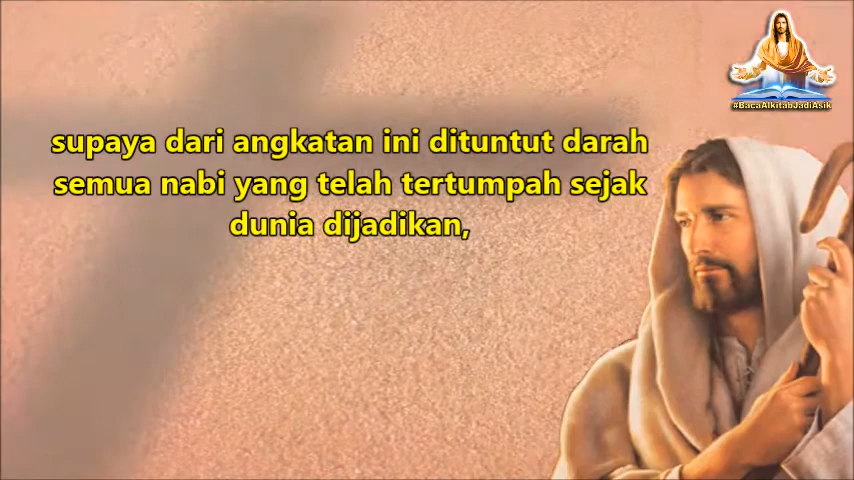 #BacaAlkitabJadiAsik
supaya dari angkatan ini dituntut darah
semua nabi yang telah tertumpah sejak
dunia dijadikan,